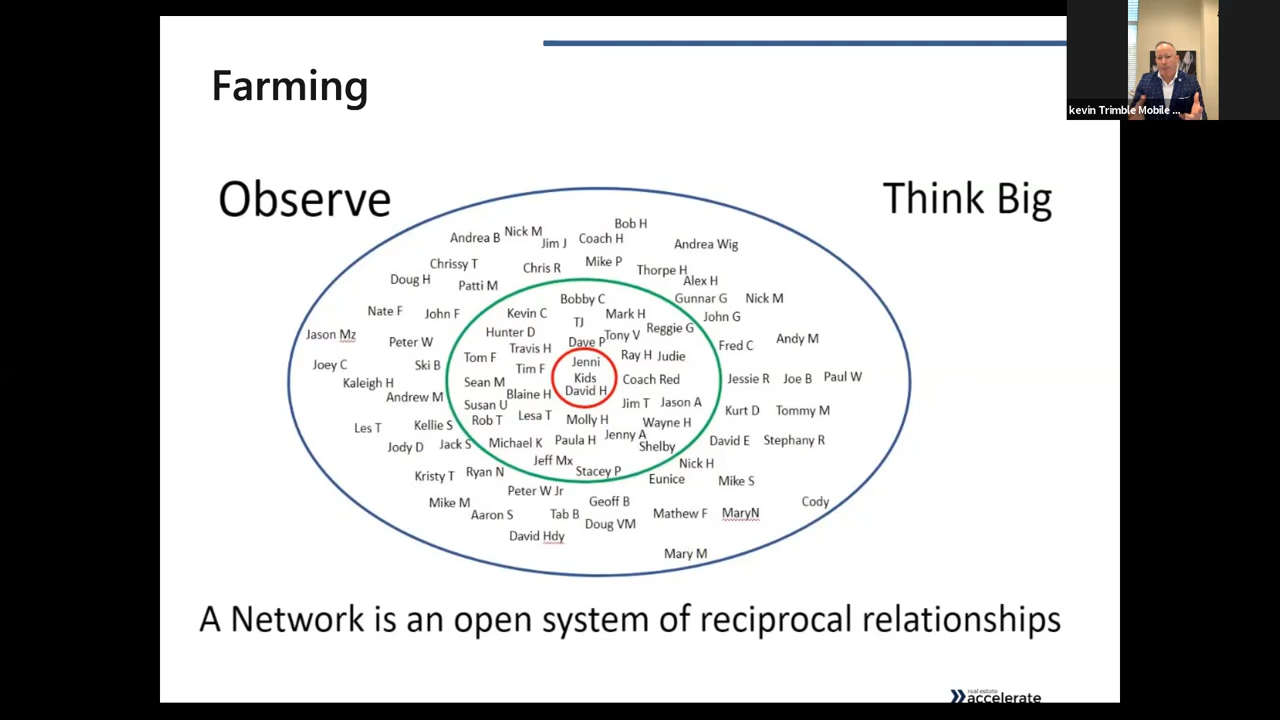 kevin Trimble Mobile ...
Farming
Observe
Think Big
Bob H
Andrea B
Nick M
Jim J
Coach H
Andrea Wig
Chrissy T
Chris R
Mike P
Thorpe H
Doug H
Patti M
Alex H
Bobby C
Gunnar G
Nick M
Nate F
John F
Kevin C
TJ
Mark H
John G
Jason Mz
Peter W
Hunter D
Dave P
Tony V
Reggie G
Fred C
Andy M
Joey C
Ski B
Tom F
Travis H
Tim F
Jenni
Ray H
Judie
Kaleigh H
Andrew M
Sean M
Blaine H
Kids
David H
Coach Red
Jessie R
Joe B
Paul W
Les T
Kellie S
Susan U
Rob T
Lesa T
Molly H
Jim T
Jason A
Wayne H
Kurt D
Tommy M
Jody D
Jack S
Michael K
Paula H
Jenny A
Shelby
David E
Stephany R
Kristy T
Ryan N
Jeff Mx
Stacey P
Nick H
Eunice
Mike S
Mike M
Aaron S
Peter W Jr
Tab B
Geoff B
Doug VM
Mathew F
MaryN
Cody
David Hdy
Mary M
A Network is an open system of reciprocal relationships
real estate
accelerate